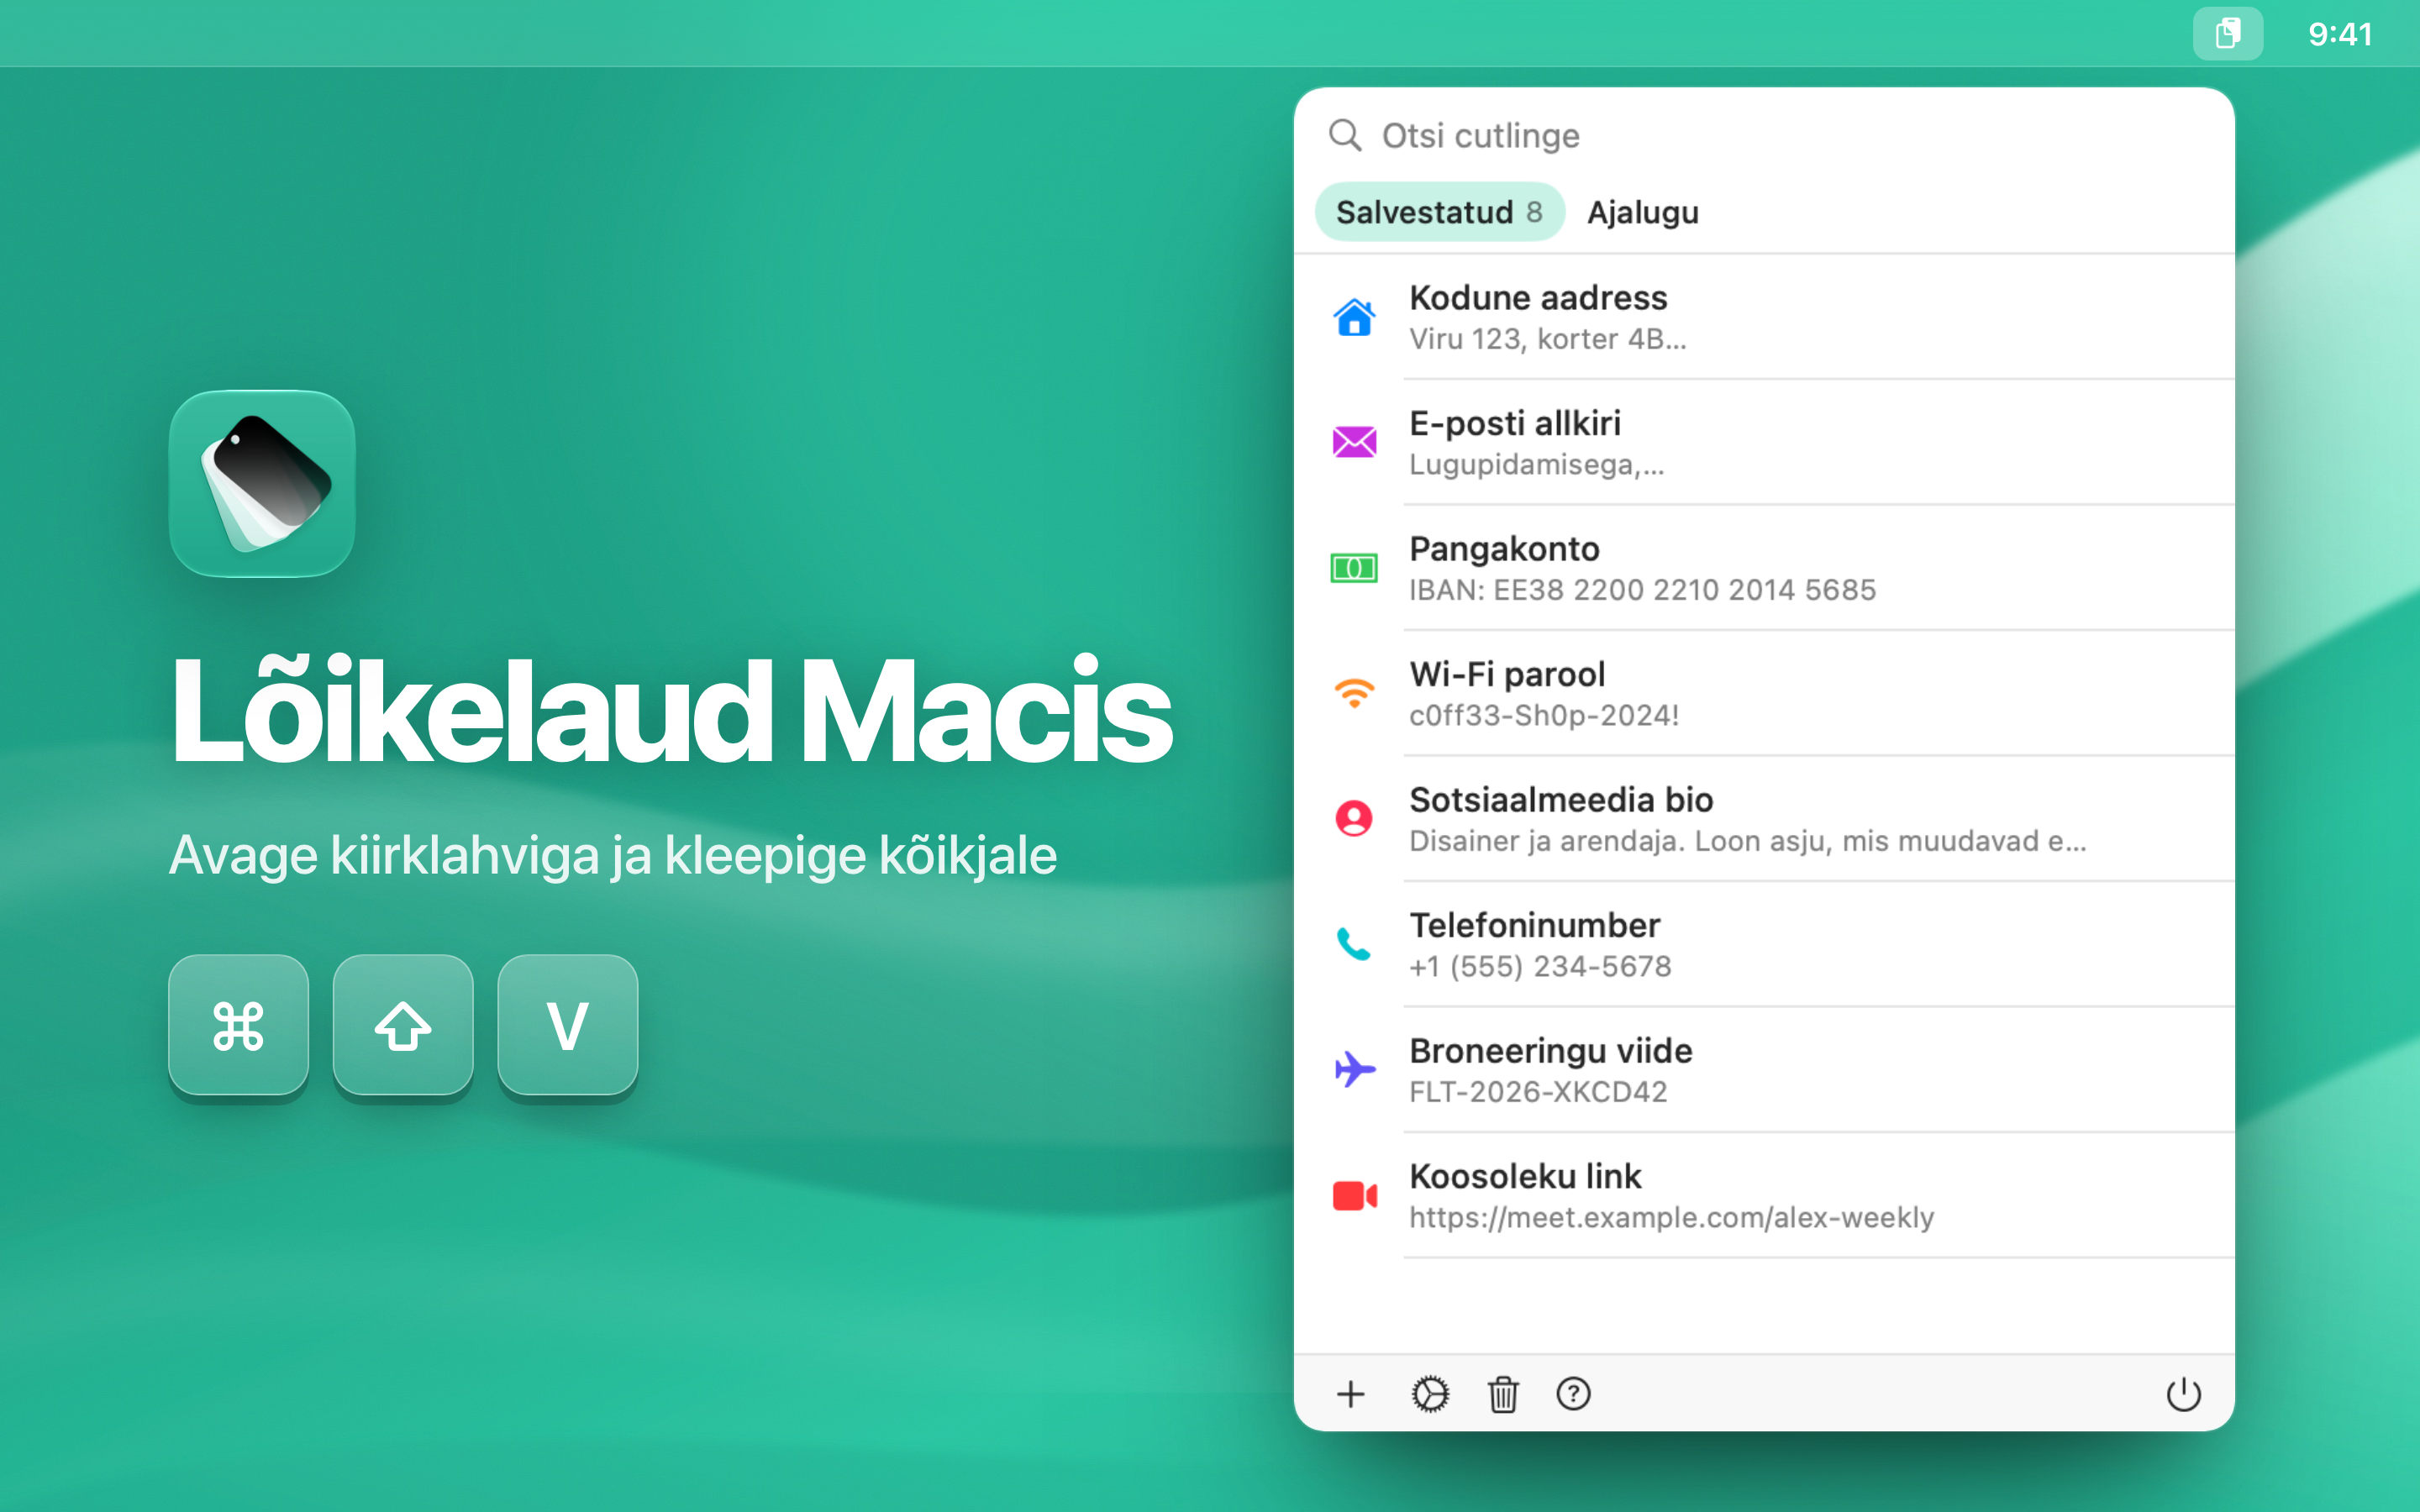 9:41
Lõikelaud Macis
Avage kiirklahviga ja kleepige kõikjale
⌘ ⇧ V
Otsi cutlinge
Salvestatud 8 Ajalugu
Kodune aadress
Viru 123, korter 4B...
E-posti allkiri
Lugupidamisega,...
Pangakonto
IBAN: EE38 2200 2210 2014 5685
Wi-Fi parool
c0ff33-Sh0p-2024!
Sotsiaalmeedia bio
Disainer ja arendaja. Loon asju, mis muudavad e...
Telefoninumber
+1 (555) 234-5678
Broneeringu viide
FLT-2026-XKCD42
Koosoleku link
https://meet.example.com/alex-weekly